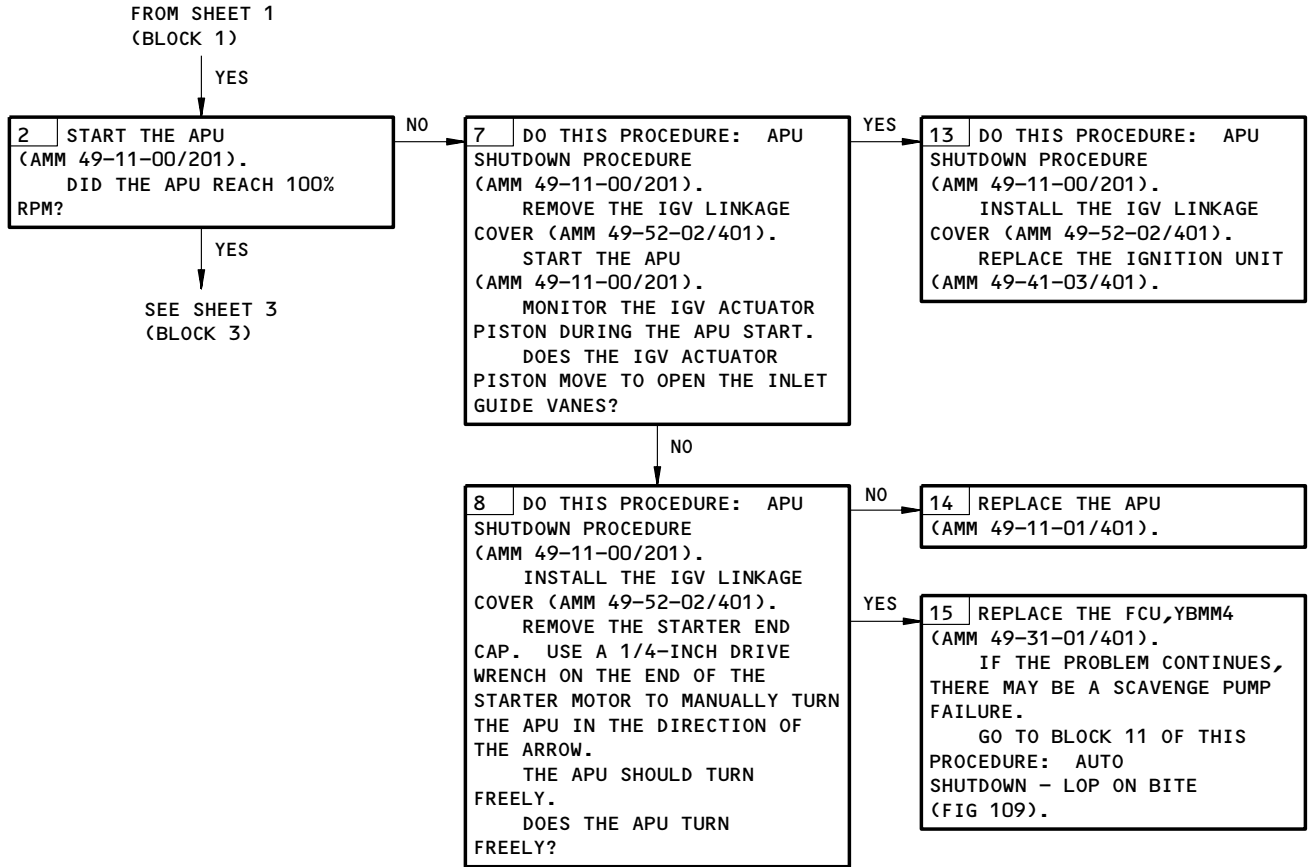 FROM SHEET 1
(BLOCK 1)
YES
2 START THE APU
(AMM 49-11-00/201).
DID THE APU REACH 100%
RPM?
NO
YES
SEE SHEET 3
(BLOCK 3)
7 DO THIS PROCEDURE: APU
SHUTDOWN PROCEDURE
(AMM 49-11-00/201).
REMOVE THE IGV LINKAGE
COVER (AMM 49-52-02/401).
START THE APU
(AMM 49-11-00/201).
MONITOR THE IGV ACTUATOR
PISTON DURING THE APU START.
DOES THE IGV ACTUATOR
PISTON MOVE TO OPEN THE INLET
GUIDE VANES?
YES
13 DO THIS PROCEDURE: APU
SHUTDOWN PROCEDURE
(AMM 49-11-00/201).
INSTALL THE IGV LINKAGE
COVER (AMM 49-52-02/401).
REPLACE THE IGNITION UNIT
(AMM 49-41-03/401).
NO
8 DO THIS PROCEDURE: APU
SHUTDOWN PROCEDURE
(AMM 49-11-00/201).
INSTALL THE IGV LINKAGE
COVER (AMM 49-52-02/401).
REMOVE THE STARTER END
CAP. USE A 1/4-INCH DRIVE
WRENCH ON THE END OF THE
STARTER MOTOR TO MANUALLY TURN
THE APU IN THE DIRECTION OF
THE ARROW.
THE APU SHOULD TURN
FREELY.
DOES THE APU TURN
FREELY?
NO
14 REPLACE THE APU
(AMM 49-11-01/401).
YES
15 REPLACE THE FCU,YBMM4
(AMM 49-31-01/401).
IF THE PROBLEM CONTINUES,
THERE MAY BE A SCAVENGE PUMP
FAILURE.
GO TO BLOCK 11 OF THIS
PROCEDURE: AUTO
SHUTDOWN - LOP ON BITE
(FIG 109).